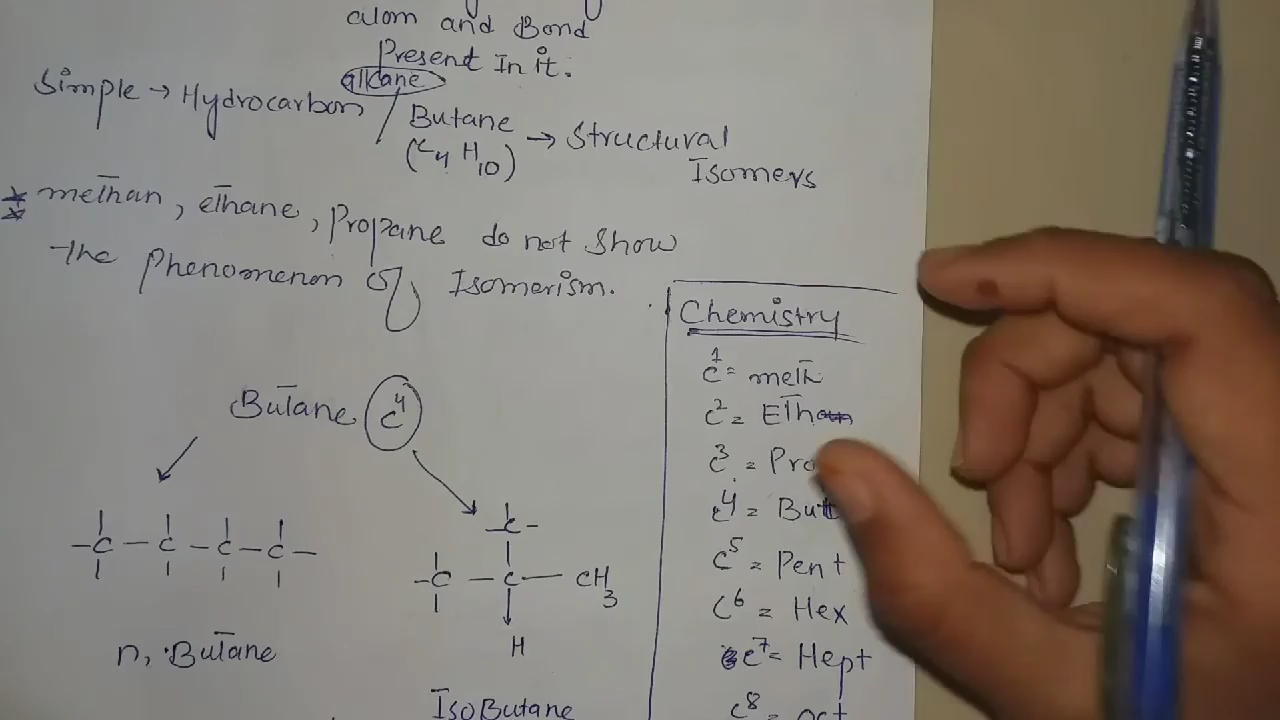 atom and Bond
Present In it.
Simple → Hydrocarbon / alkane
Butane → Structural
(C4 H10) Isomers
methan, ethane, Propane do not show
The Phenomenon of Isomerism.
Butane C4
-C-C-C-C-
n, Butane
-C-
-C-C-CH3
H
IsoButane
Chemistry
C1 = meth
C2 = Eth
C3 = Pro
C4 = But
C5 = Pent
C6 = Hex
C7 = Hept
C8 = oct